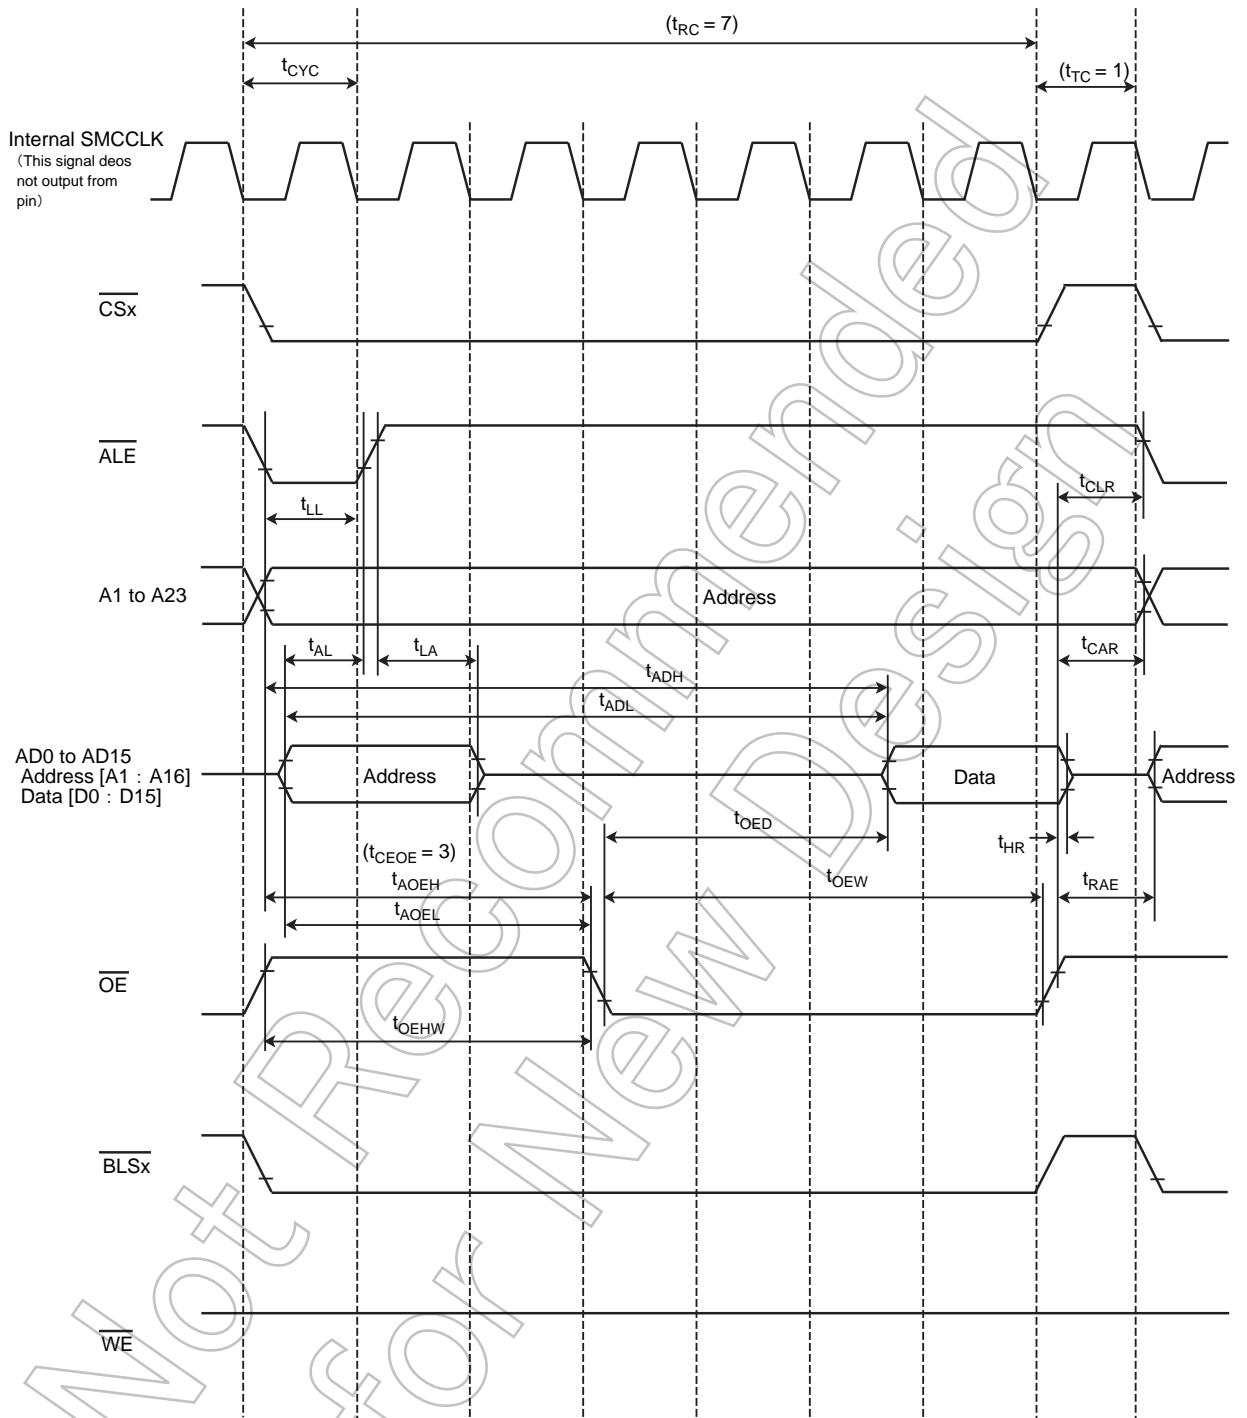 (tRC = 7)
tCYC
(tTC = 1)
Internal SMCCLK
(This signal deos
not output from
pin)
CSx
ALE
tLL
tCLR
A1 to A23
Address
tAL
tLA
tCAR
tADH
tADL
AD0 to AD15
Address [A1 : A16]
Data [D0 : D15]
Address
Data
Address
tOED
tHR
(tCEOE = 3)
tAOEH
tOEW
tRAE
tAOEL
OE
tOEHW
BLSx
WE
Not Recommended
for New Design